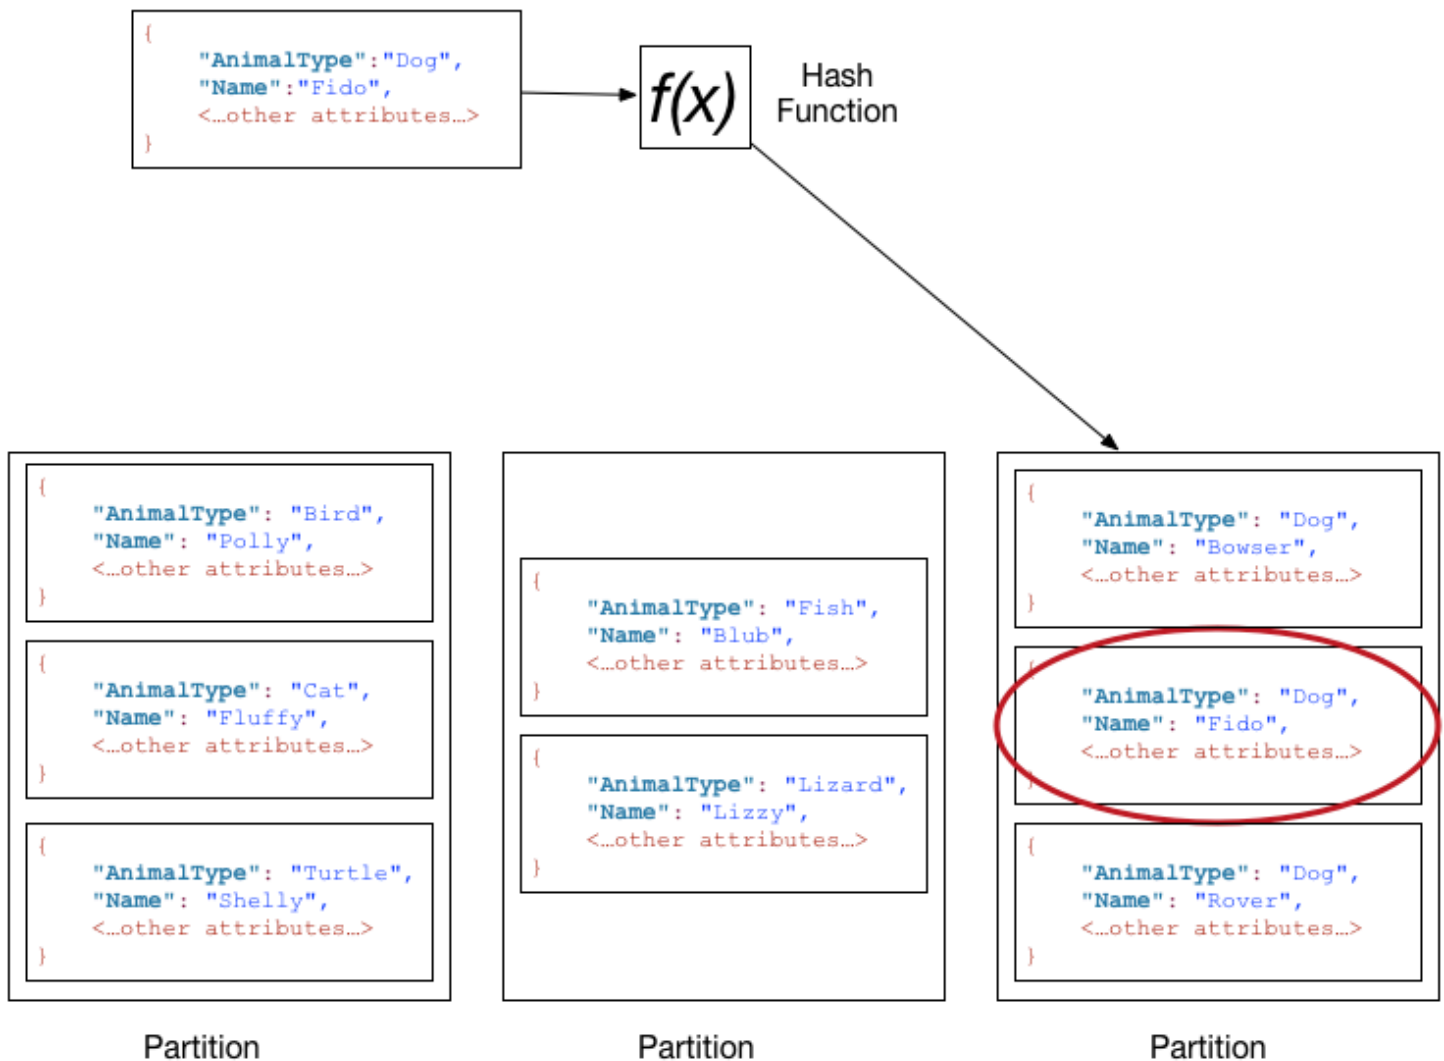 {
"AnimalType":"Dog",
"Name":"Fido",
<…other attributes…>
}
f(x)
Hash
Function
{
"AnimalType": "Bird",
"Name": "Polly",
<…other attributes…>
}
{
"AnimalType": "Cat",
"Name": "Fluffy",
<…other attributes…>
}
{
"AnimalType": "Turtle",
"Name": "Shelly",
<…other attributes…>
}
Partition
{
"AnimalType": "Fish",
"Name": "Blub",
<…other attributes…>
}
{
"AnimalType": "Lizard",
"Name": "Lizzy",
<…other attributes…>
}
Partition
{
"AnimalType": "Dog",
"Name": "Bowser",
<…other attributes…>
}
{
"AnimalType": "Dog",
"Name": "Fido",
<…other attributes…>
}
{
"AnimalType": "Dog",
"Name": "Rover",
<…other attributes…>
}
Partition